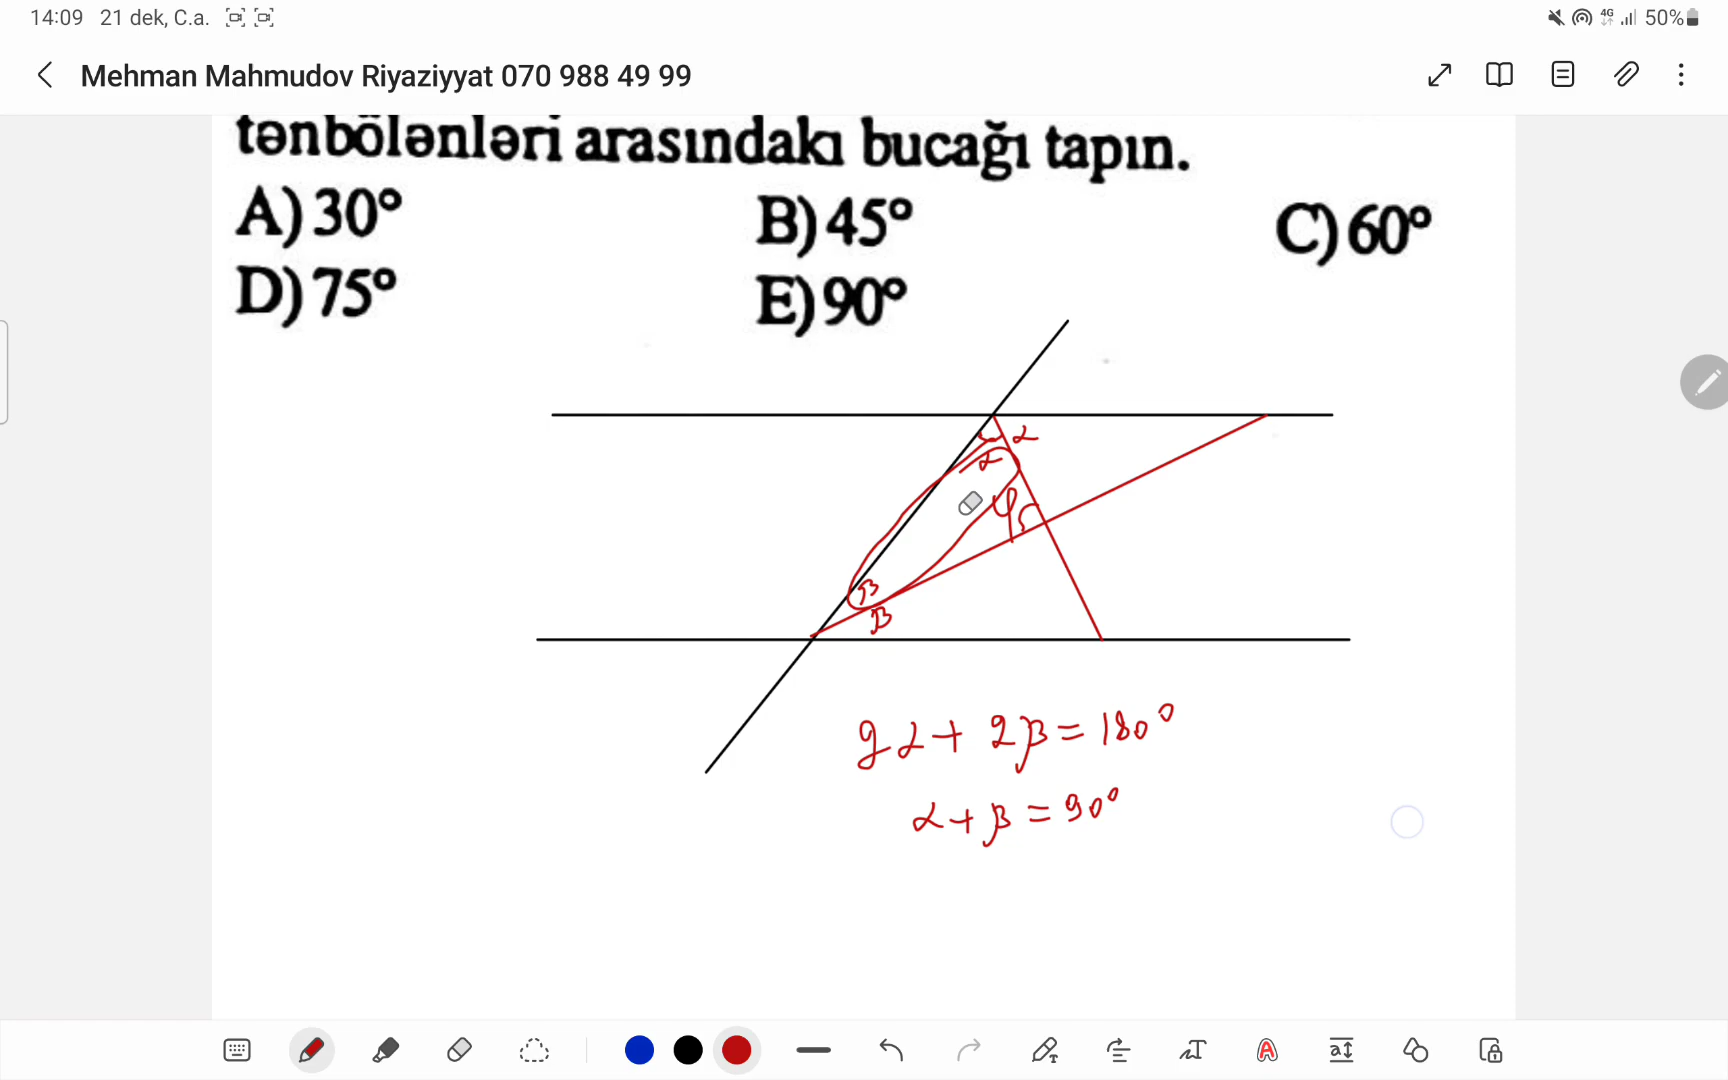 14:09 21 dek, C.a. 4G 50%
Mehman Mahmudov Riyaziyyat 070 988 49 99
tənbölənləri arasındakı bucağı tapın.
A) 30° B) 45° C) 60°
D) 75° E) 90°
α
α
φ
β
β
2α + 2β = 180°
α + β = 90°